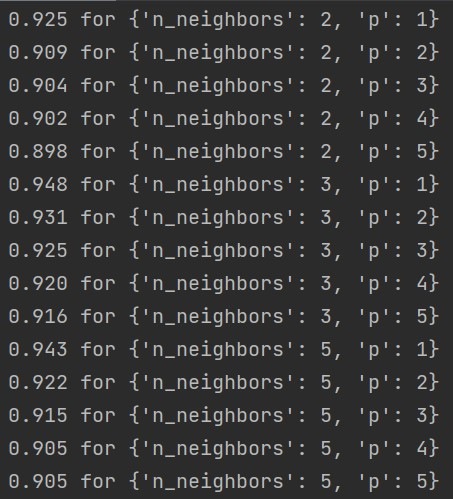 0.925 for {'n_neighbors': 2, 'p': 1}
0.909 for {'n_neighbors': 2, 'p': 2}
0.904 for {'n_neighbors': 2, 'p': 3}
0.902 for {'n_neighbors': 2, 'p': 4}
0.898 for {'n_neighbors': 2, 'p': 5}
0.948 for {'n_neighbors': 3, 'p': 1}
0.931 for {'n_neighbors': 3, 'p': 2}
0.925 for {'n_neighbors': 3, 'p': 3}
0.920 for {'n_neighbors': 3, 'p': 4}
0.916 for {'n_neighbors': 3, 'p': 5}
0.943 for {'n_neighbors': 5, 'p': 1}
0.922 for {'n_neighbors': 5, 'p': 2}
0.915 for {'n_neighbors': 5, 'p': 3}
0.905 for {'n_neighbors': 5, 'p': 4}
0.905 for {'n_neighbors': 5, 'p': 5}